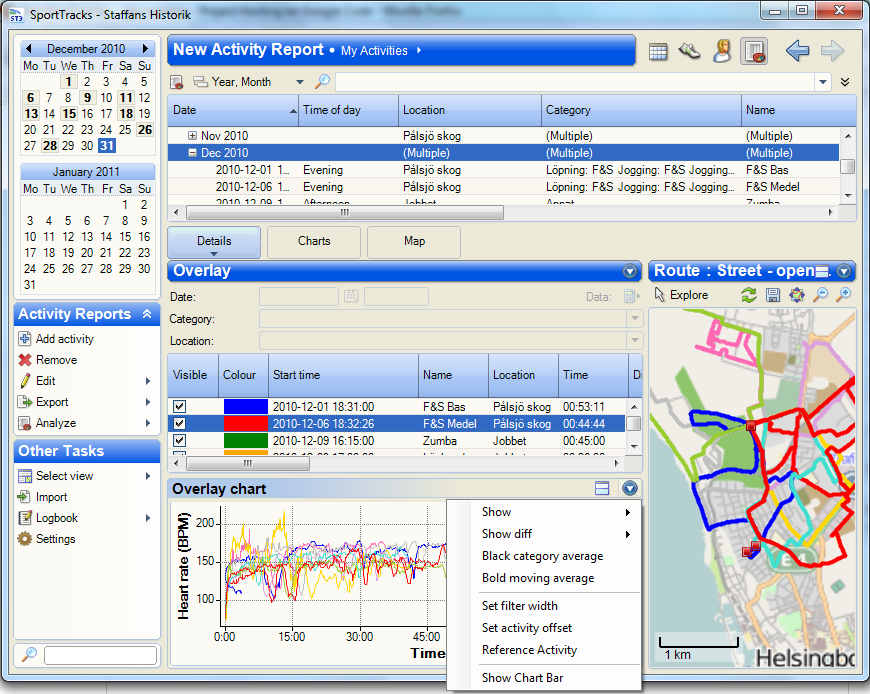 SportTracks - Staffans Historik
December 2010
Mo Tu We Th Fr Sa Su
1 2 3 4 5
6 7 8 9 10 11 12
13 14 15 16 17 18 19
20 21 22 23 24 25 26
27 28 29 30 31
January 2011
Mo Tu We Th Fr Sa Su
1 2
3 4 5 6 7 8 9
10 11 12 13 14 15 16
17 18 19 20 21 22 23
24 25 26 27 28 29 30
31
Activity Reports
Add activity
Remove
Edit
Export
Analyze
Other Tasks
Select view
Import
Logbook
Settings
New Activity Report • My Activities
Year, Month
Date Time of day Location Category Name
Nov 2010 Pålsjö skog (Multiple) (Multiple)
Dec 2010 (Multiple) (Multiple) (Multiple)
2010-12-01 1... Evening Pålsjö skog Löpning: F&S Jogging: F&S Jogging... F&S Bas
2010-12-06 1... Evening Pålsjö skog Löpning: F&S Jogging: F&S Jogging... F&S Medel
2010-12-09 1... Afternoon Jobbet Annat Zumba
Details Charts Map
Overlay
Date: Data:
Category:
Location:
Visible Colour Start time Name Location Time D
2010-12-01 18:31:00 F&S Bas Pålsjö skog 00:53:11
2010-12-06 18:32:26 F&S Medel Pålsjö skog 00:44:44
2010-12-09 16:15:00 Zumba Jobbet 00:45:00
Overlay chart
Heart rate (BPM)
200
150
100
0:00 15:00 30:00 45:00
Time
Show
Show diff
Black category average
Bold moving average
Set filter width
Set activity offset
Reference Activity
Show Chart Bar
Route : Street - open
Explore
1 km
Helsingbo